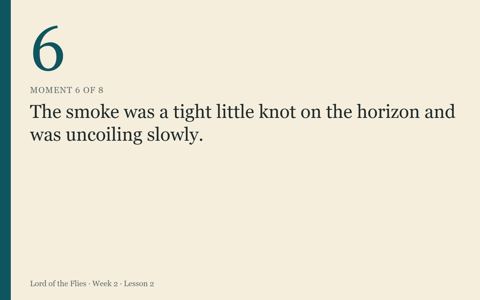 6
MOMENT 6 OF 8
The smoke was a tight little knot on the horizon and
was uncoiling slowly.
Lord of the Flies · Week 2 · Lesson 2